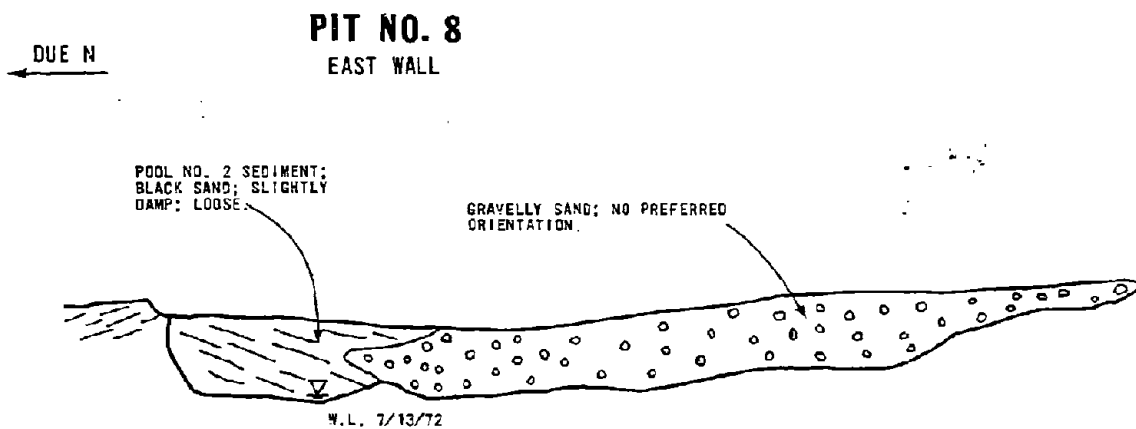 PIT NO. 8
EAST WALL
DUE N
POOL NO. 2 SEDIMENT;
BLACK SAND; SLIGHTLY
DAMP; LOOSE.
GRAVELLY SAND; NO PREFERRED
ORIENTATION.
W.L. 7/13/72